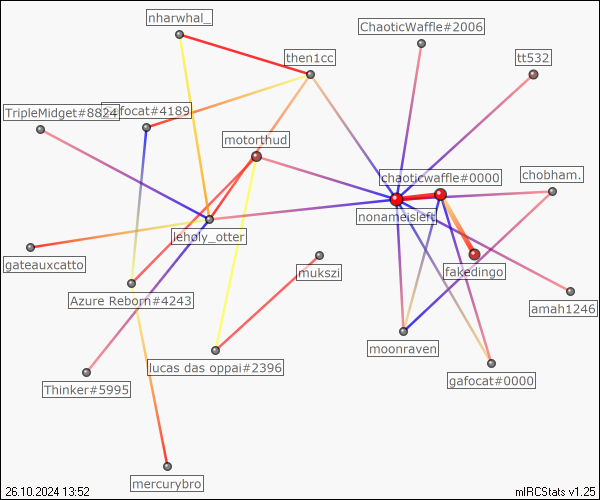 nharwhal_
ChaoticWaffle#2006
then1cc
tt532
TripleMidget#8824
focat#4189
motorthud
chaoticwaffle#0000
chobham.
nonameisleft
leholy_otter
gateauxcatto
mukszi
fakedingo
Azure Reborn#4243
amah1246
moonraven
lucas das oppai#2396
gafocat#0000
Thinker#5995
mercurybro
26.10.2024 13:52
mIRCStats v1.25